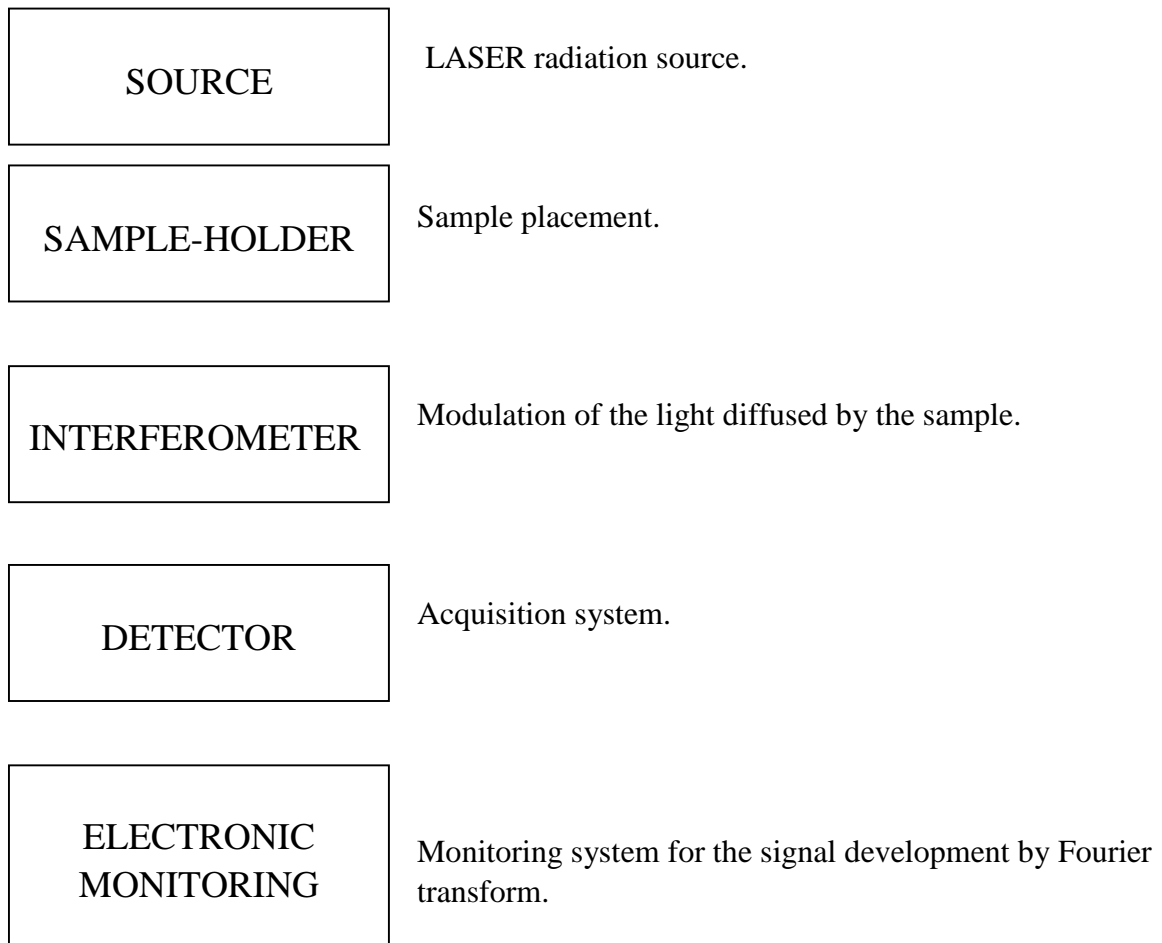 SOURCE
LASER radiation source.
SAMPLE-HOLDER
Sample placement.
INTERFEROMETER
Modulation of the light diffused by the sample.
DETECTOR
Acquisition system.
ELECTRONIC
MONITORING
Monitoring system for the signal development by Fourier
transform.